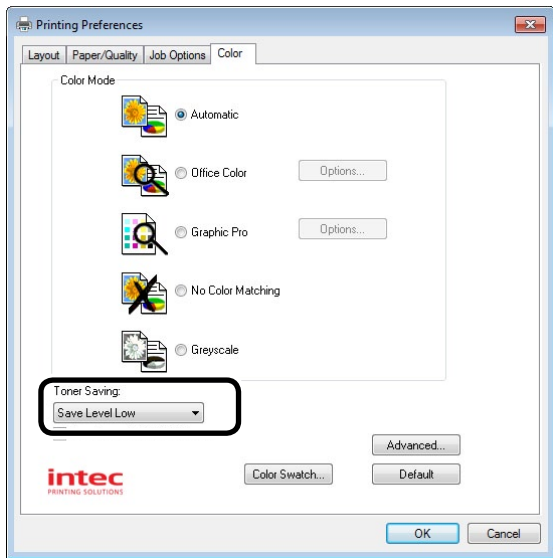 Printing Preferences
Layout Paper/Quality Job Options Color
Color Mode
Automatic
Office Color Options...
Graphic Pro Options...
No Color Matching
Greyscale
Toner Saving:
Save Level Low
Advanced...
intec Color Swatch... Default
PRINTING SOLUTIONS
OK Cancel